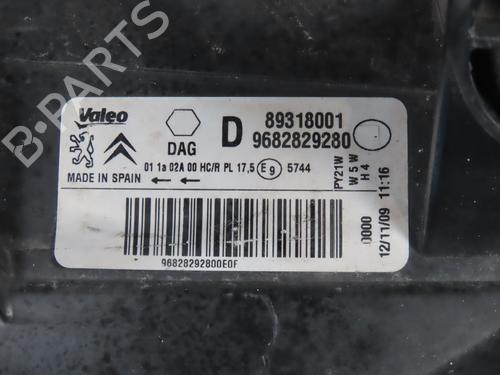 B-PARTS
Valeo
89318001
DAG
D
9682829280
01 1a 02A 00 HC/R PL 17,5 E9 5744
MADE IN SPAIN
PY21W
W5W
H4
0000
12/11/09 11:16
96828292800E0F